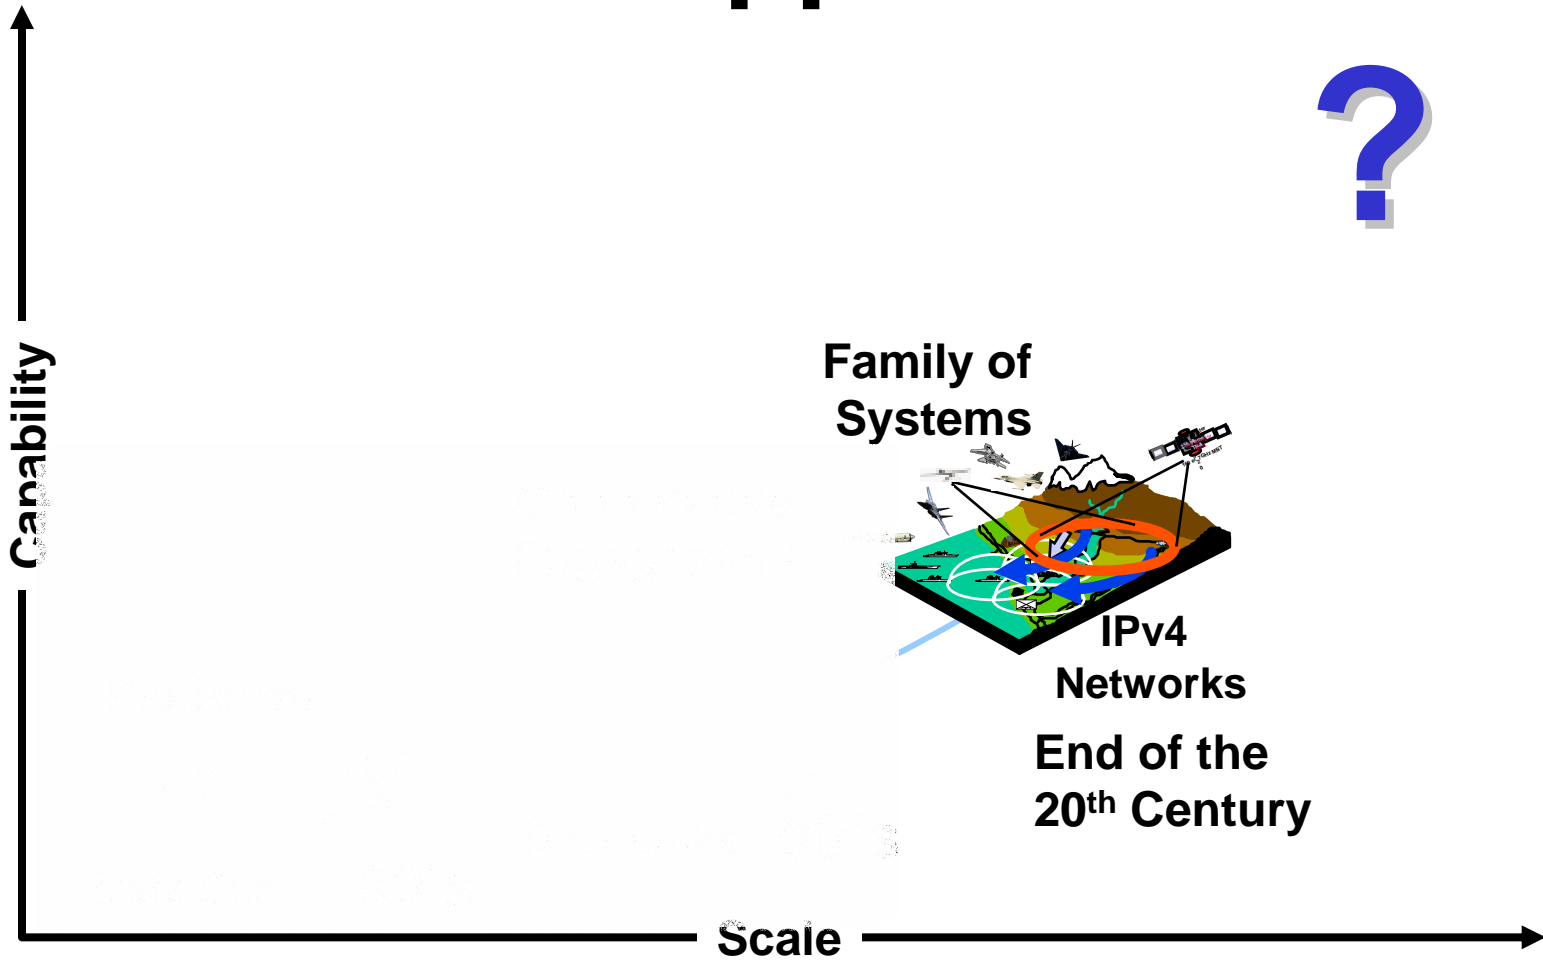 ?
Capability
Family of
Systems
IPv4
Networks
End of the
20th Century
Scale